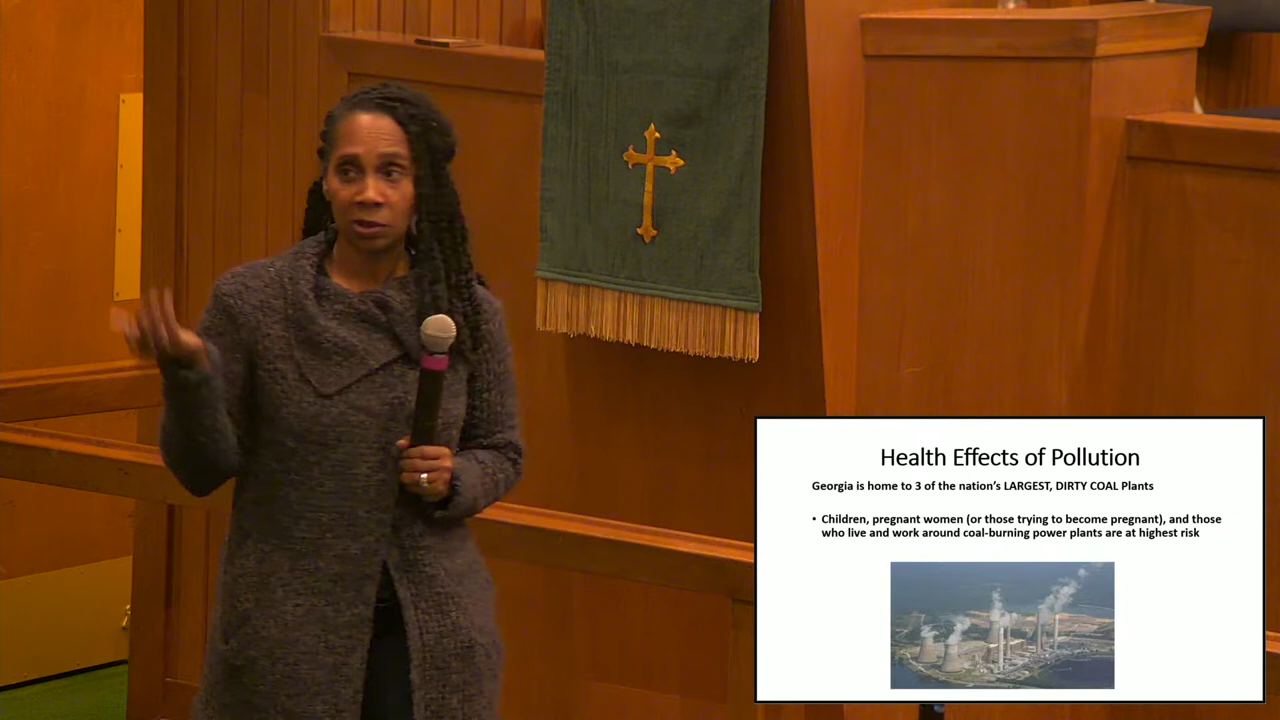 Health Effects of Pollution
Georgia is home to 3 of the nation's LARGEST, DIRTY COAL Plants
• Children, pregnant women (or those trying to become pregnant), and those
who live and work around coal-burning power plants are at highest risk